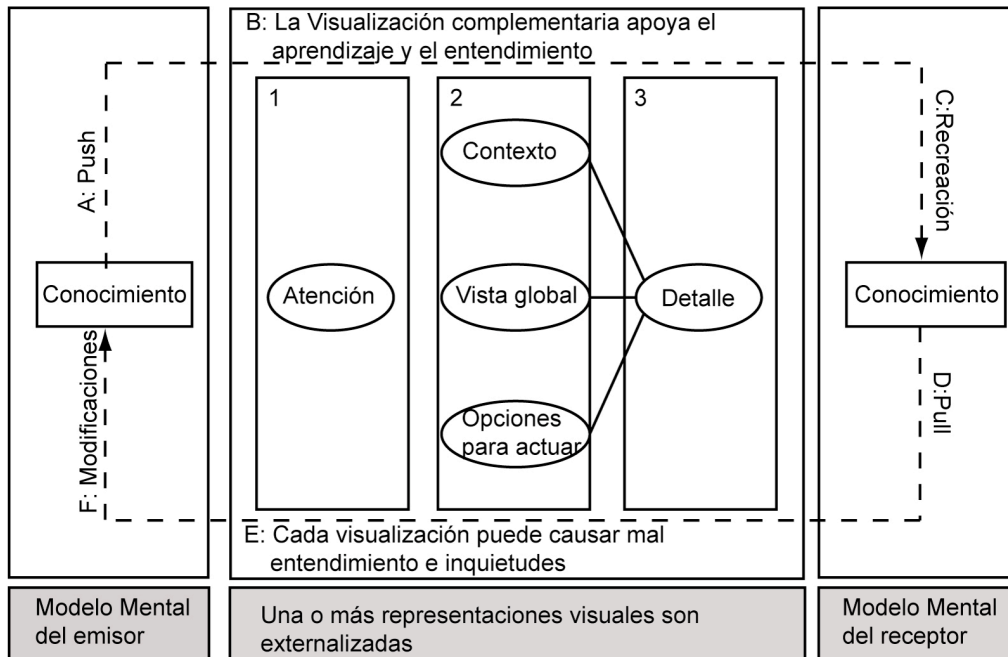 B: La Visualización complementaria apoya el
aprendizaje y el entendimiento
1
2
3
A: Push
C:Recreación
Contexto
Conocimiento
Atención
Vista global
Detalle
Conocimiento
F: Modificaciones
D:Pull
Opciones
para actuar
E: Cada visualización puede causar mal
entendimiento e inquietudes
Modelo Mental
del emisor
Una o más representaciones visuales son
externalizadas
Modelo Mental
del receptor